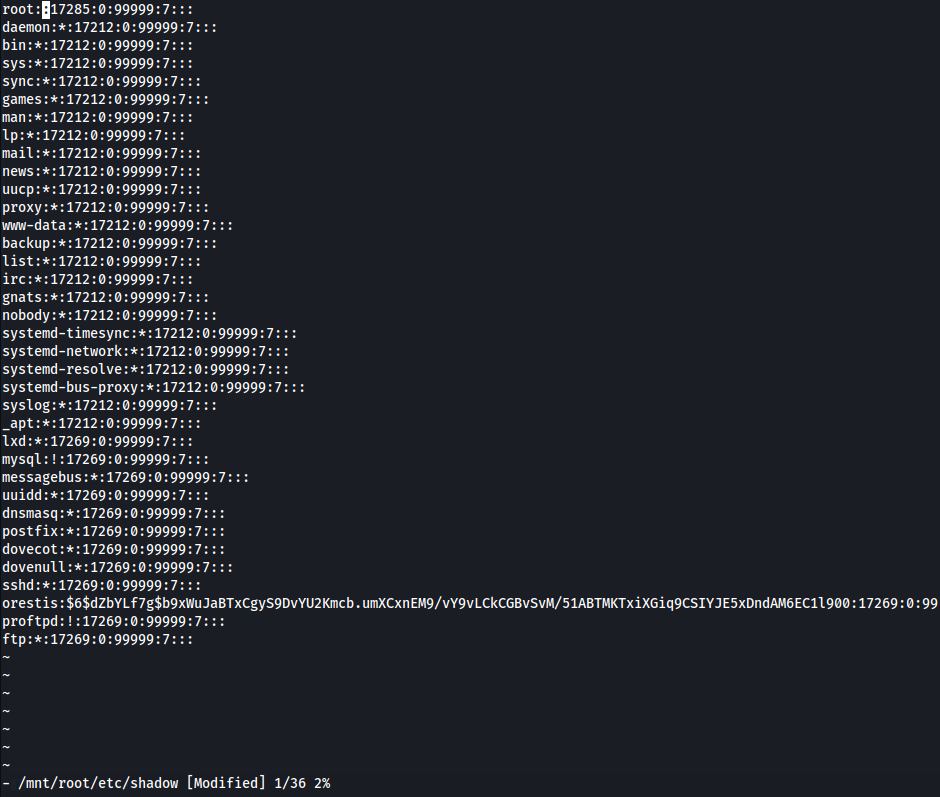 root::17285:0:99999:7:::
daemon:*:17212:0:99999:7:::
bin:*:17212:0:99999:7:::
sys:*:17212:0:99999:7:::
sync:*:17212:0:99999:7:::
games:*:17212:0:99999:7:::
man:*:17212:0:99999:7:::
lp:*:17212:0:99999:7:::
mail:*:17212:0:99999:7:::
news:*:17212:0:99999:7:::
uucp:*:17212:0:99999:7:::
proxy:*:17212:0:99999:7:::
www-data:*:17212:0:99999:7:::
backup:*:17212:0:99999:7:::
list:*:17212:0:99999:7:::
irc:*:17212:0:99999:7:::
gnats:*:17212:0:99999:7:::
nobody:*:17212:0:99999:7:::
systemd-timesync:*:17212:0:99999:7:::
systemd-network:*:17212:0:99999:7:::
systemd-resolve:*:17212:0:99999:7:::
systemd-bus-proxy:*:17212:0:99999:7:::
syslog:*:17212:0:99999:7:::
_apt:*:17212:0:99999:7:::
lxd:*:17269:0:99999:7:::
mysql:!:17269:0:99999:7:::
messagebus:*:17269:0:99999:7:::
uuidd:*:17269:0:99999:7:::
dnsmasq:*:17269:0:99999:7:::
postfix:*:17269:0:99999:7:::
dovecot:*:17269:0:99999:7:::
dovenull:*:17269:0:99999:7:::
sshd:*:17269:0:99999:7:::
orestis:$6$dZbYLf7g$b9xWuJaBTxCgyS9DvYU2Kmcb.umXCxnEM9/vY9vLCkCGBvSvM/51ABTMKTxiXGiq9CSIYJE5xDndAM6EC1l900:17269:0:99
proftpd:!:17269:0:99999:7:::
ftp:*:17269:0:99999:7:::
~
~
~
~
~
~
~
- /mnt/root/etc/shadow [Modified] 1/36 2%